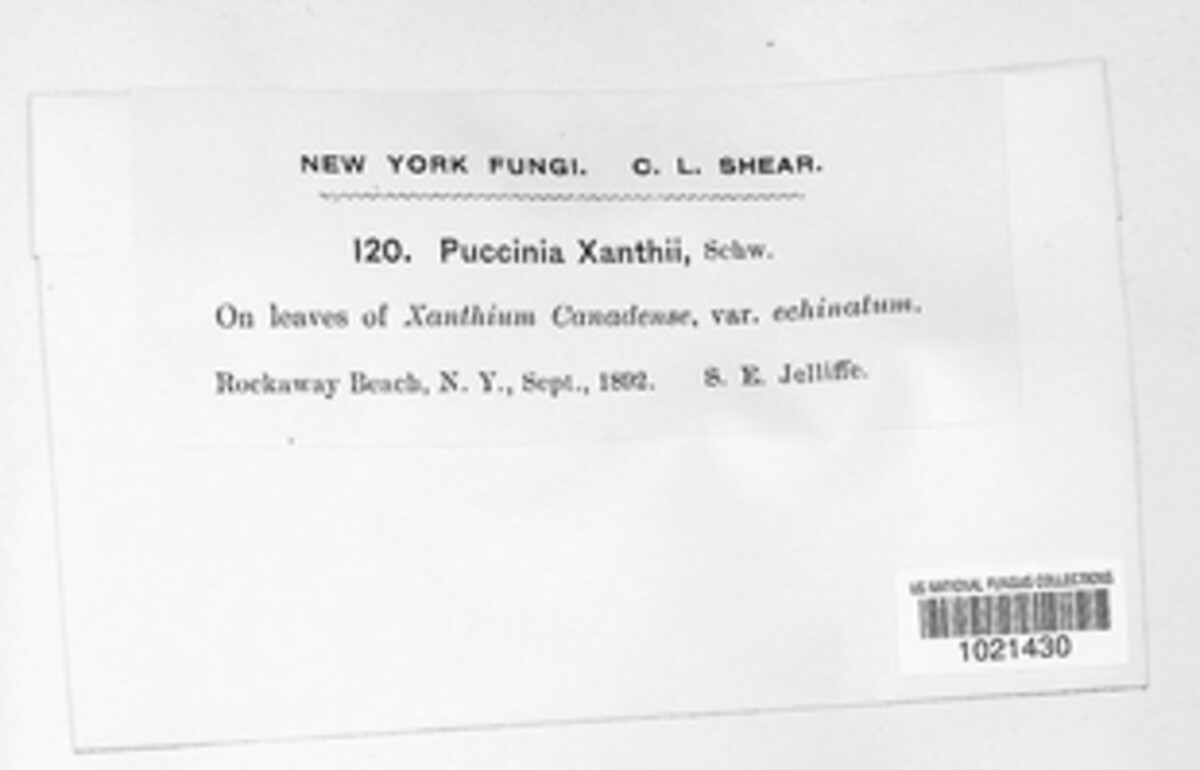 NEW YORK FUNGI. C. L. SHEAR.
120. Puccinia Xanthii, Schw.
On leaves of Xanthium Canadense, var. echinatum.
Rockaway Beach, N. Y., Sept., 1892. S. E. Jelliffe.
US NATIONAL FUNGUS COLLECTIONS
1021430